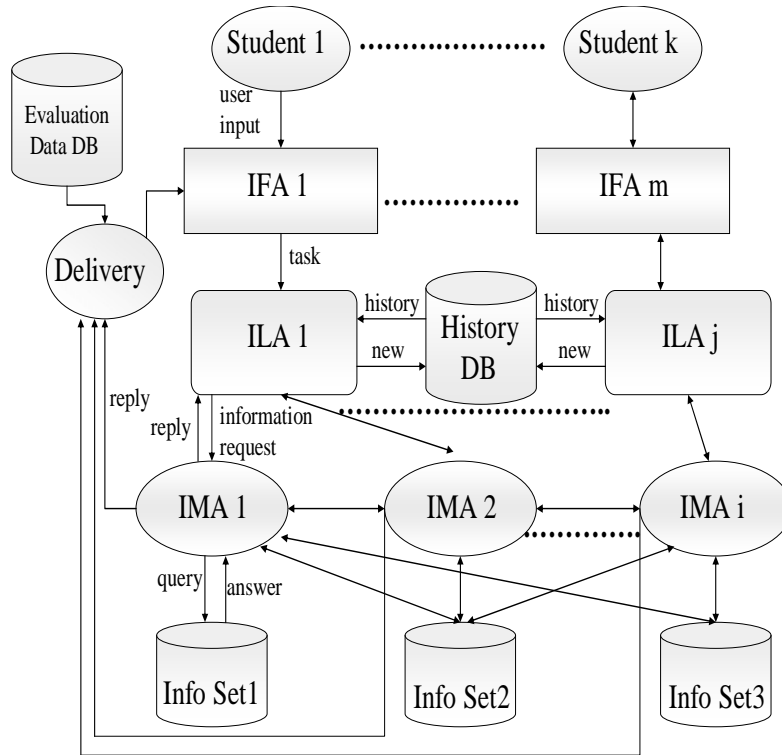 Student 1
Student k
user
input
Evaluation
Data DB
IFA 1
IFA m
Delivery
task
history
history
ILA 1
History
DB
ILA j
new
new
reply
reply
information
request
IMA 1
IMA 2
IMA i
query
answer
Info Set1
Info Set2
Info Set3